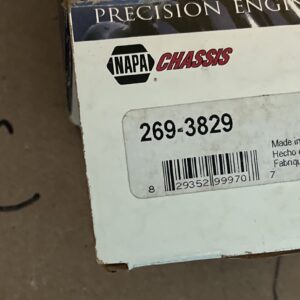 PRECISION ENGI
NAPA® CHASSIS
269-3829
Made in
Hecho
Fabriqu
8 29352 99970 7